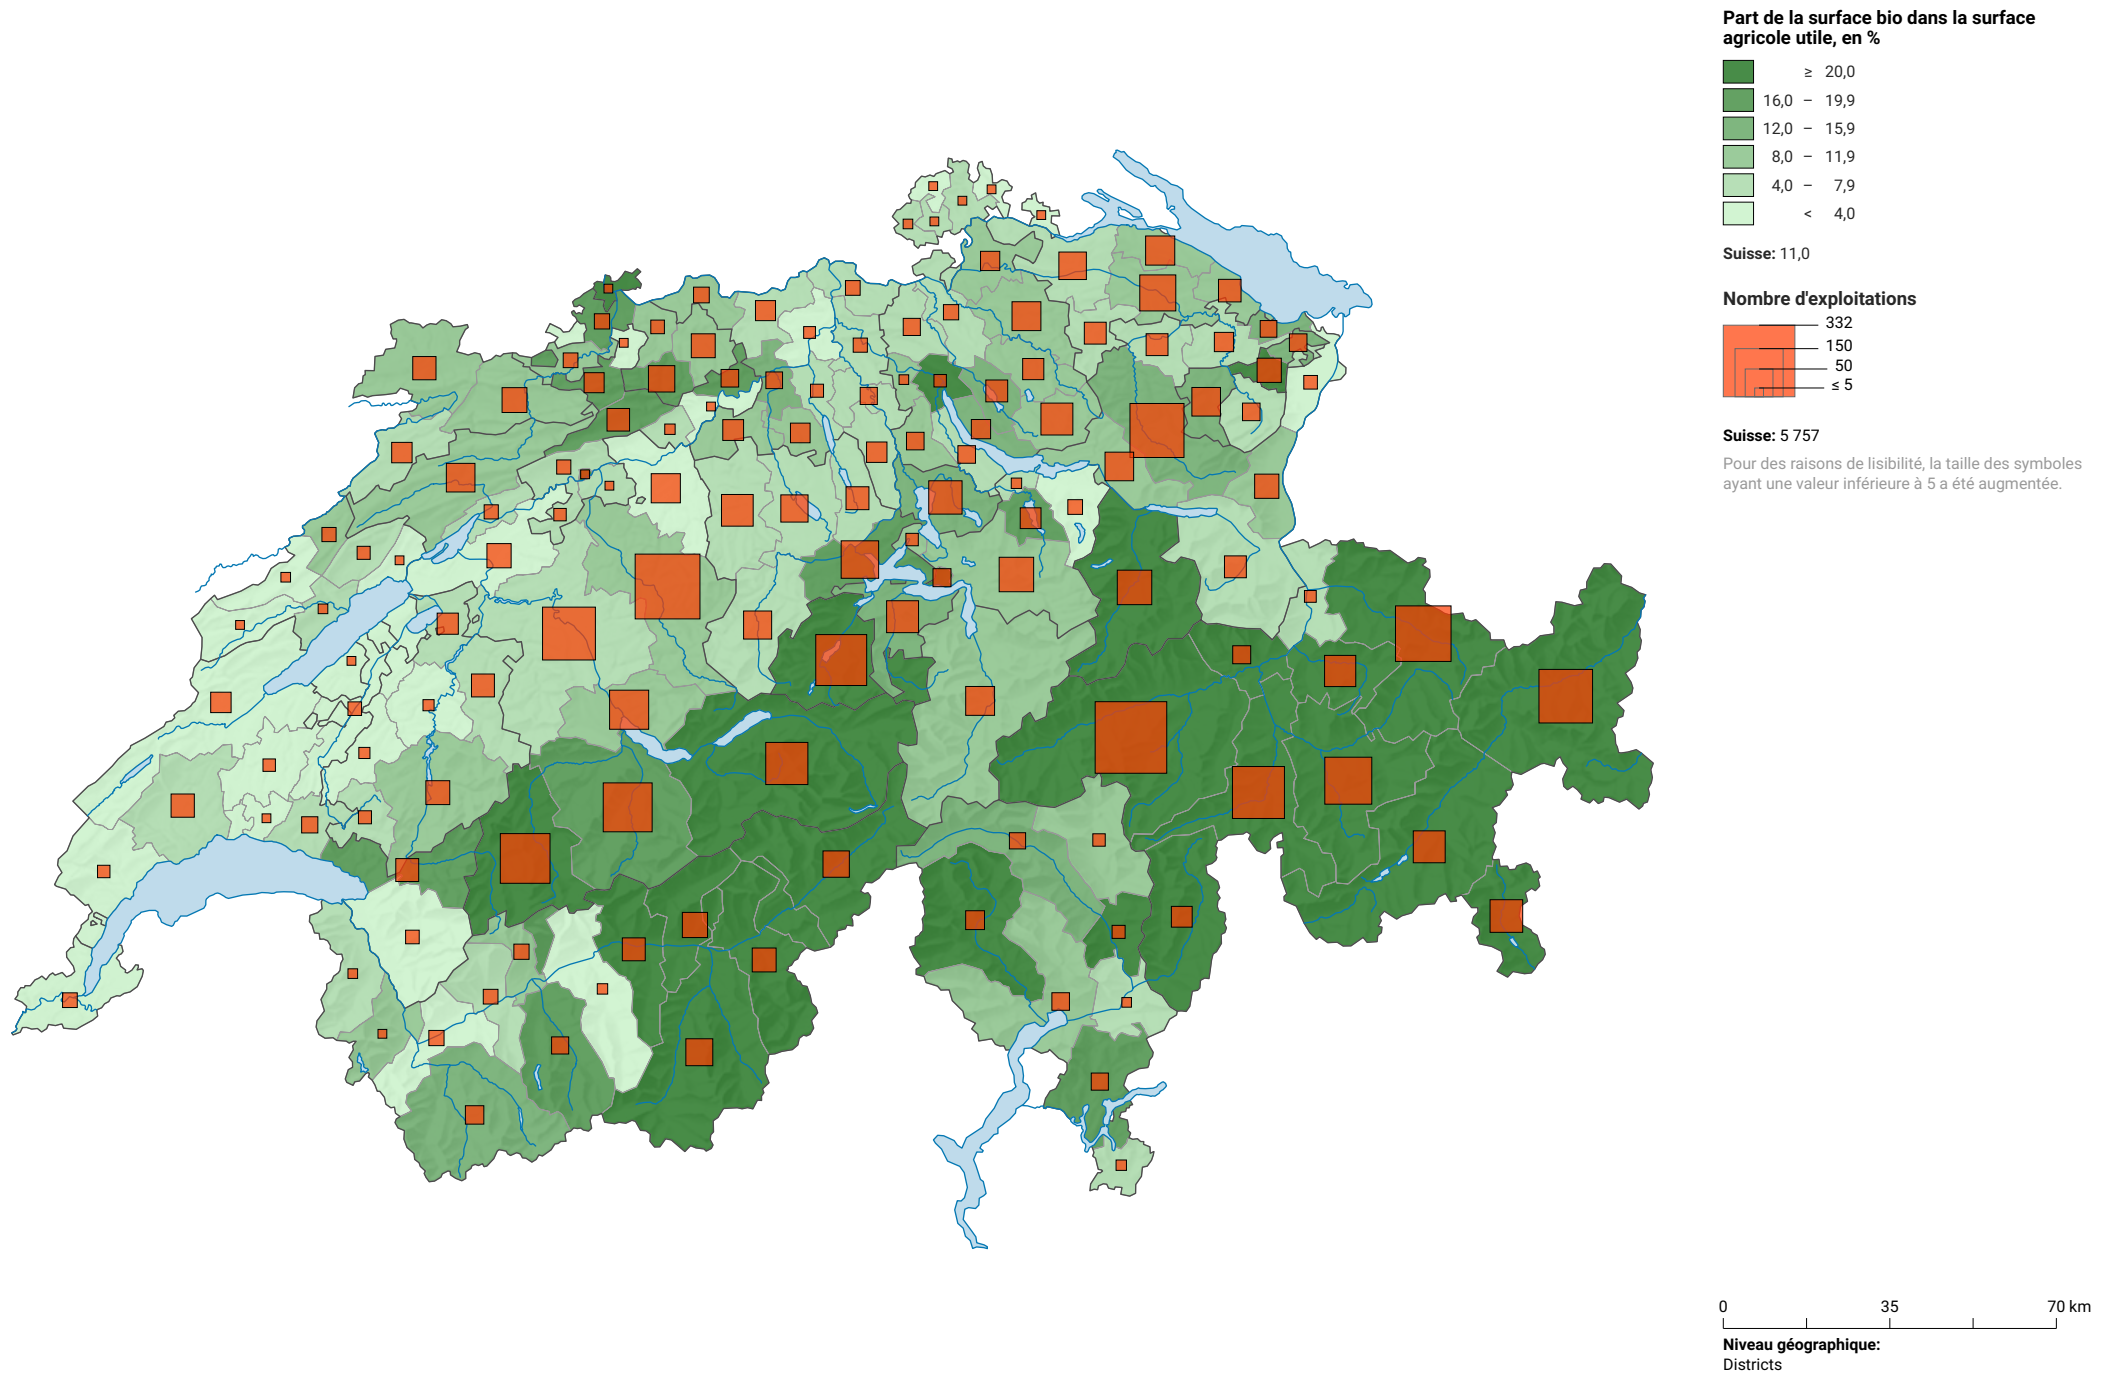 Part de la surface bio dans la surface
agricole utile, en %
≥ 20,0
16,0 – 19,9
12,0 – 15,9
8,0 – 11,9
4,0 – 7,9
< 4,0
Suisse: 11,0
Nombre d'exploitations
332
150
50
≤ 5
Suisse: 5 757
Pour des raisons de lisibilité, la taille des symboles
ayant une valeur inférieure à 5 a été augmentée.
0 35 70 km
Niveau géographique:
Districts